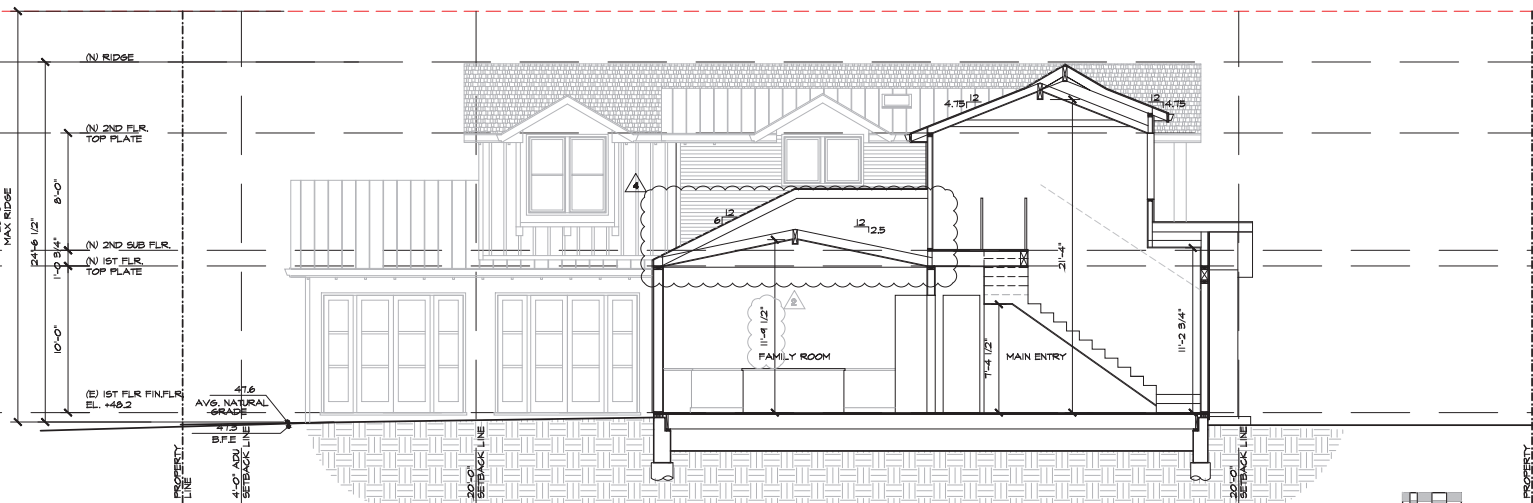 (N) RIDGE
(N) 2ND FLR.
TOP PLATE
(N) 2ND SUB FLR.
(N) 1ST FLR.
TOP PLATE
(E) 1ST FLR FIN.FLR.
EL. +48.2
MAX RIDGE
24'-6 1/2"
8'-0"
1'-0 3/4"
10'-0"
47.6
AVG. NATURAL
GRADE
47.3
B.F.E
PROPERTY
LINE
4'-0" ADU
SETBACK LINE
20'-0"
SETBACK LINE
4
6
12
12
2.5
2
11'-9 1/2"
FAMILY ROOM
12
4.75
12
4.75
21'-4"
7'-4 1/2"
MAIN ENTRY
11'-2 3/4"
20'-0"
SETBACK LINE
PROPERTY